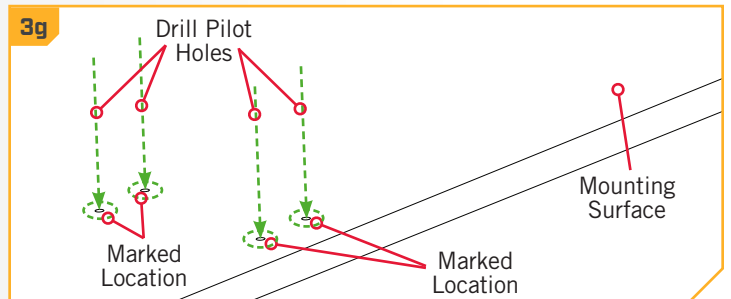 3g
Drill Pilot
Holes
Mounting
Surface
Marked
Location
Marked
Location